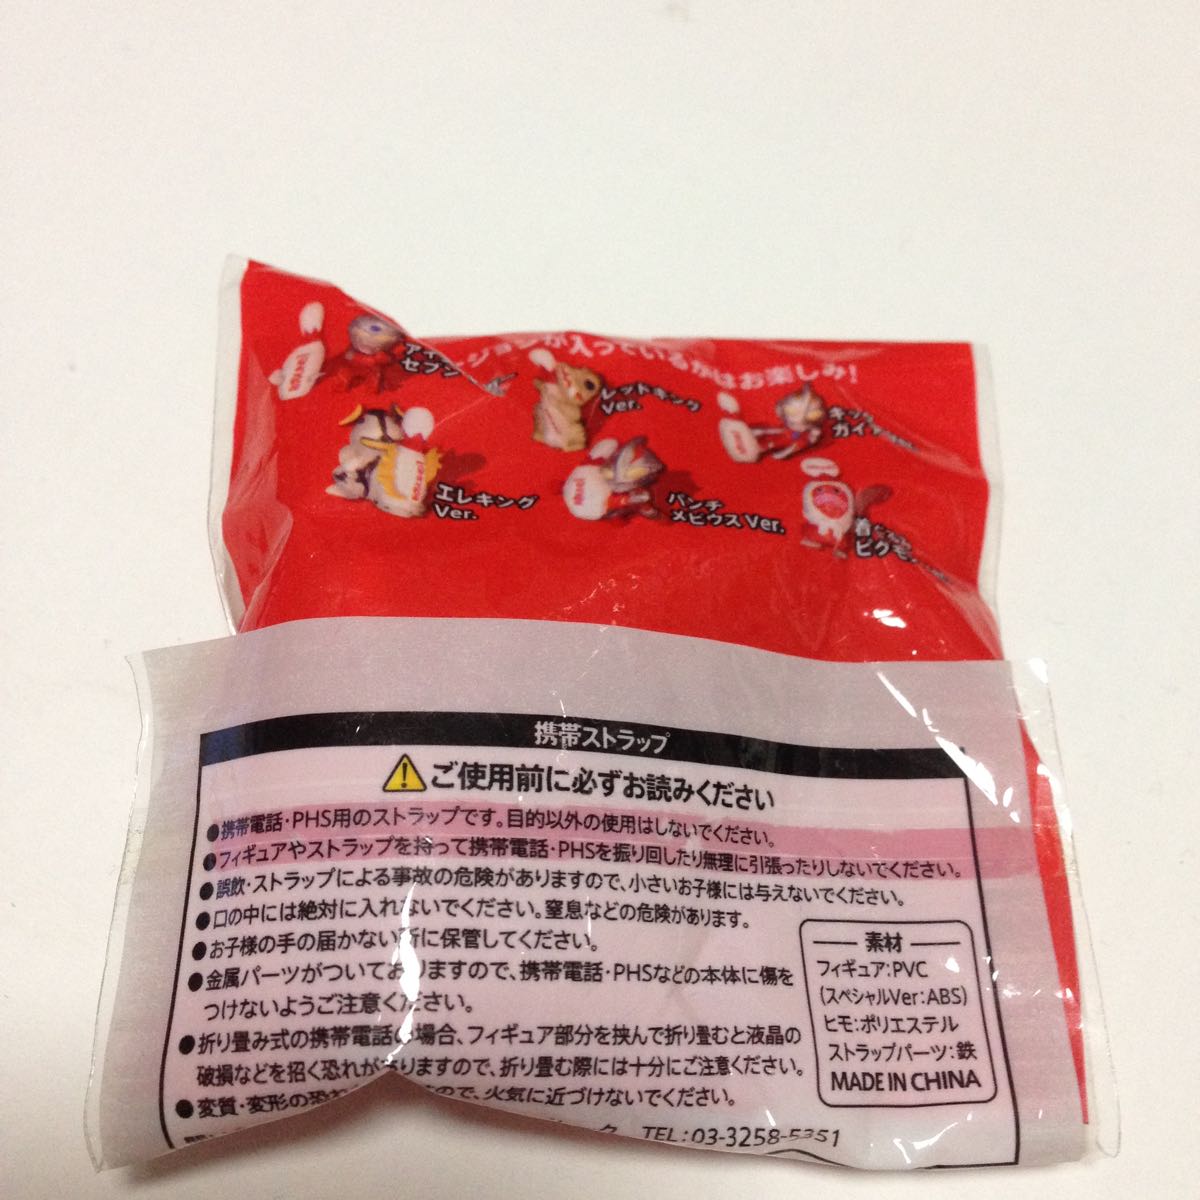 ージョンが入っているかはお楽しみ!
セブン
レッドキング
Ver.
キック
ガイア
エレキング
Ver.
パンチ
メビウスVer.
着
ピグモ
携帯ストラップ
ご使用前に必ずお読みください
●携帯電話・PHS用のストラップです。目的以外の使用はしないでください。
●フィギュアやストラップを持って携帯電話・PHSを振り回したり無理に引張ったりしないでください。
●誤飲・ストラップによる事故の危険がありますので、小さいお子様には与えないでください。
●口の中には絶対に入れないでください。窒息などの危険があります。
●お子様の手の届かない所に保管してください。
●金属パーツがついておりますので、携帯電話・PHSなどの本体に傷を
つけないようご注意ください。
●折り畳み式の携帯電話の場合、フィギュア部分を挟んで折り畳むと液晶の
破損などを招く恐れがありますので、折り畳む際には十分にご注意ください。
●変質・変形の恐 ので、火気に近づけないでください。
TEL:03-3258-5351
素材
フィギュア:PVC
(スペシャルVer:ABS)
ヒモ:ポリエステル
ストラップパーツ:鉄
MADE IN CHINA